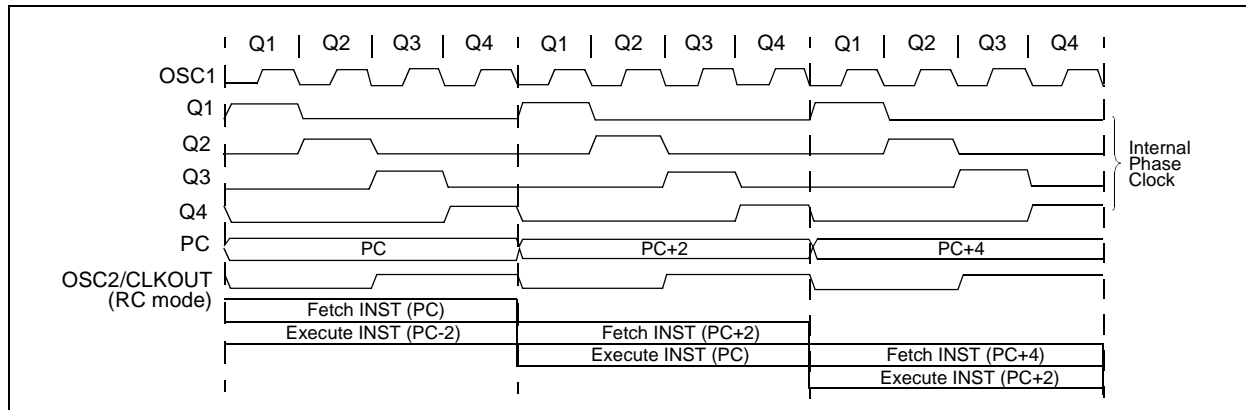 Q1 Q2 Q3 Q4 Q1 Q2 Q3 Q4 Q1 Q2 Q3 Q4
OSC1
Q1
Q2
Q3
Q4
Internal
Phase
Clock
PC PC PC+2 PC+4
OSC2/CLKOUT
(RC mode)
Fetch INST (PC)
Execute INST (PC-2) Fetch INST (PC+2)
Execute INST (PC) Fetch INST (PC+4)
Execute INST (PC+2)